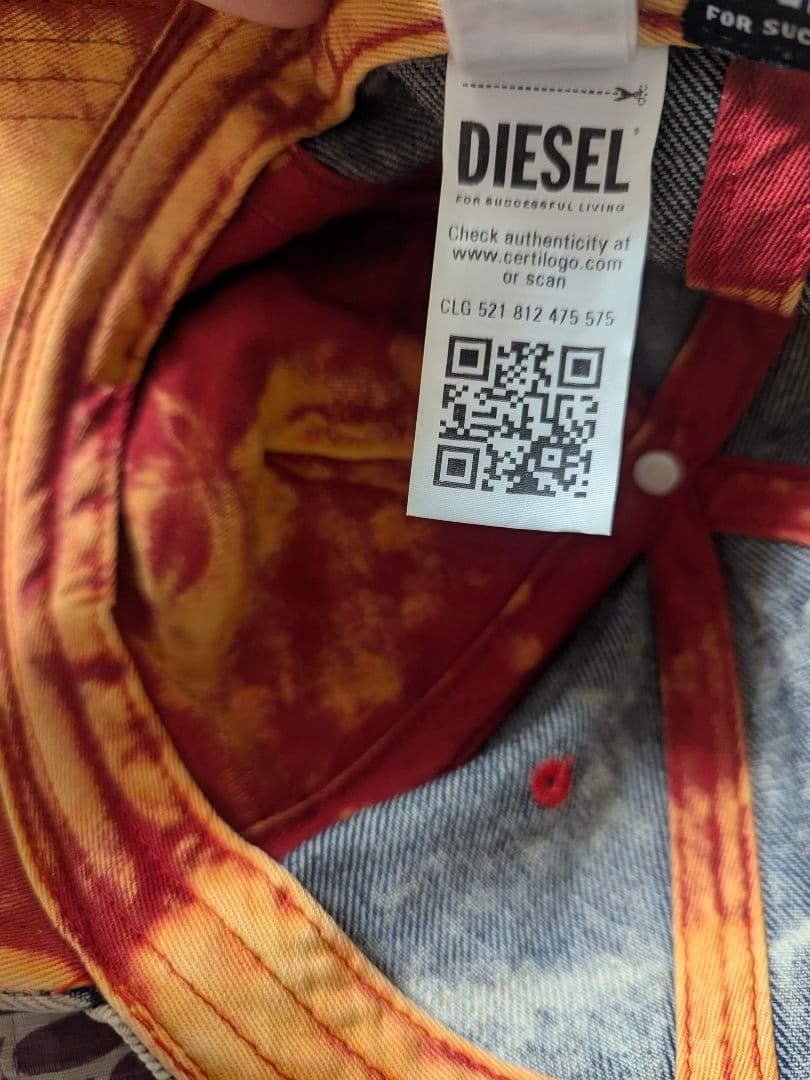 FOR SUC
DIESEL
FOR SUCCESSFUL LIVING
Check authenticity at
www.certilogo.com
or scan
CLG 521 812 475 575